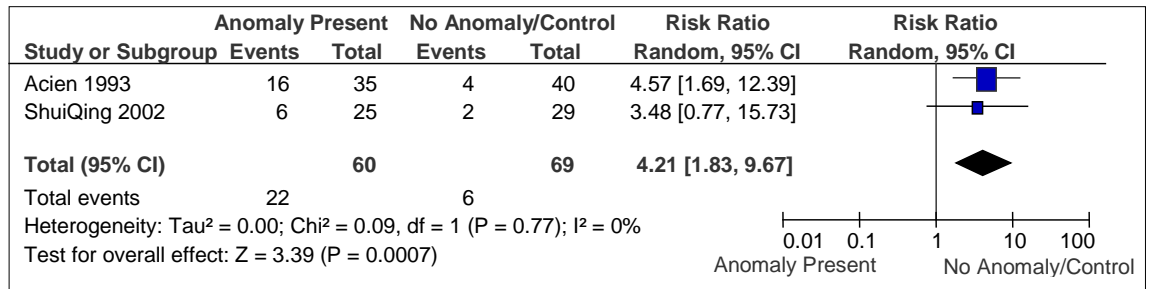 Anomaly Present No Anomaly/Control Risk Ratio Risk Ratio
Study or Subgroup Events Total Events Total Random, 95% CI Random, 95% CI
Acien 1993 16 35 4 40 4.57 [1.69, 12.39]
ShuiQing 2002 6 25 2 29 3.48 [0.77, 15.73]
Total (95% CI) 60 69 4.21 [1.83, 9.67]
Total events 22 6
Heterogeneity: Tau² = 0.00; Chi² = 0.09, df = 1 (P = 0.77); I² = 0%
Test for overall effect: Z = 3.39 (P = 0.0007)
0.01 0.1 1 10 100
Anomaly Present No Anomaly/Control